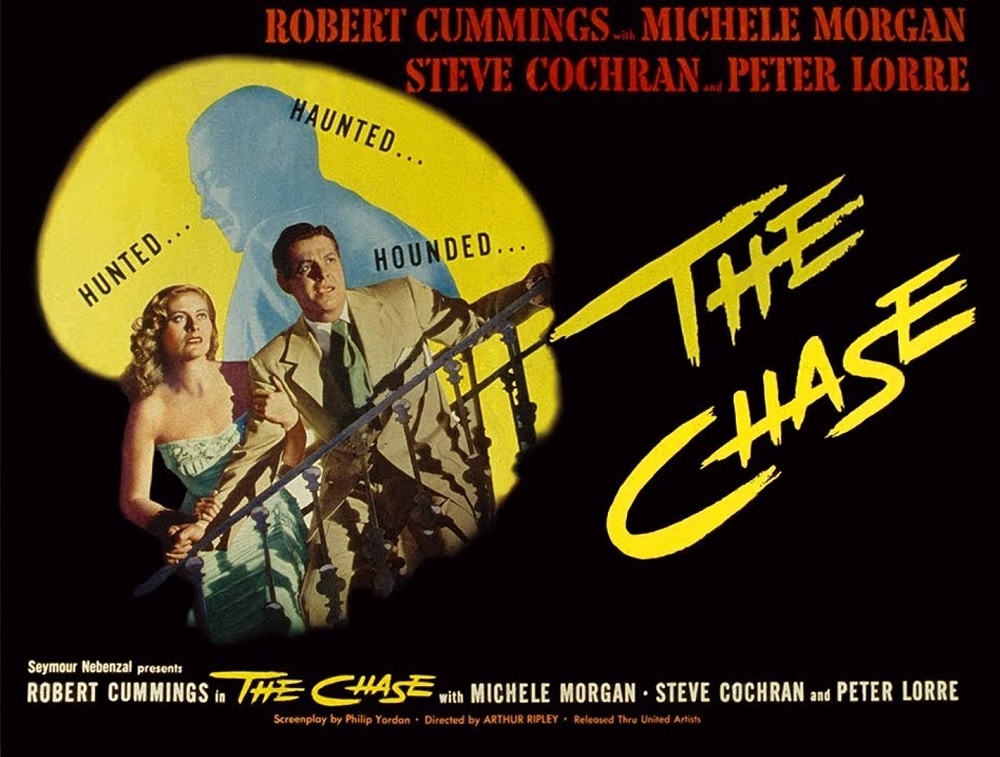 ROBERT CUMMINGS with MICHELE MORGAN
STEVE COCHRAN and PETER LORRE
HAUNTED...
HUNTED...
HOUNDED...
THE
CHASE
Seymour Nebenzal presents
ROBERT CUMMINGS in THE CHASE with MICHELE MORGAN · STEVE COCHRAN and PETER LORRE
Screenplay by Philip Yordan · Directed by ARTHUR RIPLEY · Released Thru United Artists